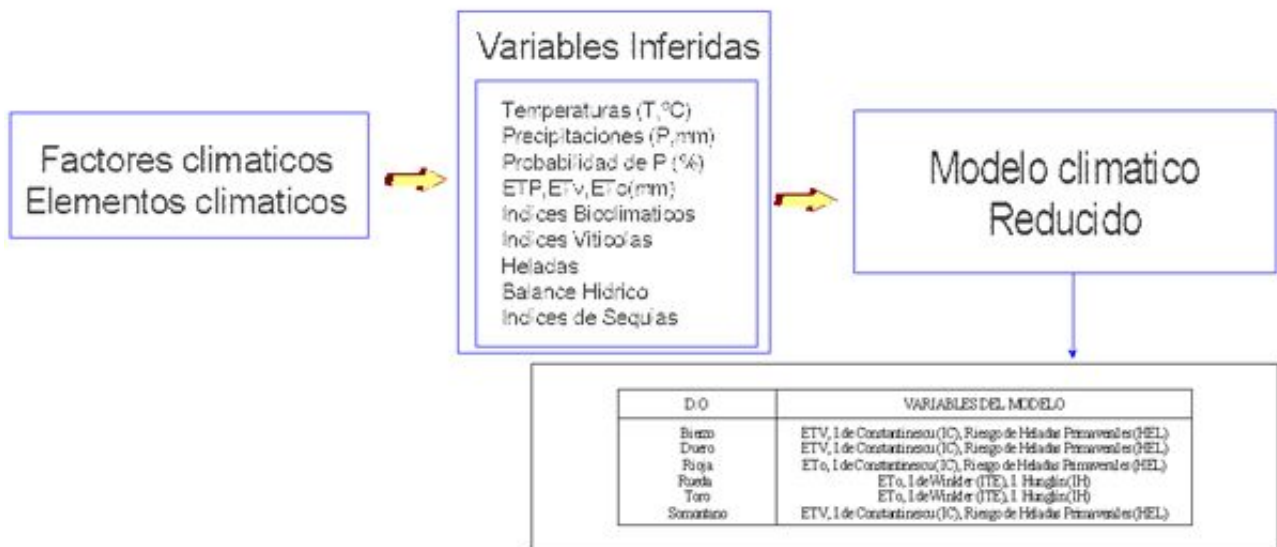 Factores climaticos
Elementos climaticos
Variables Inferidas
Temperaturas (T,ºC)
Precipitaciones (P,mm)
Probabilidad de P (%)
ETP,ETv,ETo(mm)
Indices Bioclimaticos
Indices Viticolas
Heladas
Balance Hidrico
Indices de Sequias
Modelo climatico
Reducido
D.O VARIABLES DEL MODELO
Bierzo ETV, I de Constantinescu (IC), Riesgo de Heladas Primaverales (HEL)
Duero ETV, I de Constantinescu (IC), Riesgo de Heladas Primaverales (HEL)
Rioja ETo, I de Constantinescu (IC), Riesgo de Heladas Primaverales (HEL)
Rueda ETo, I de Winkler (ITE), I. Huglin (IH)
Toro ETo, I de Winkler (ITE), I. Huglin (IH)
Somontano ETV, I de Constantinescu (IC), Riesgo de Heladas Primaverales (HEL)